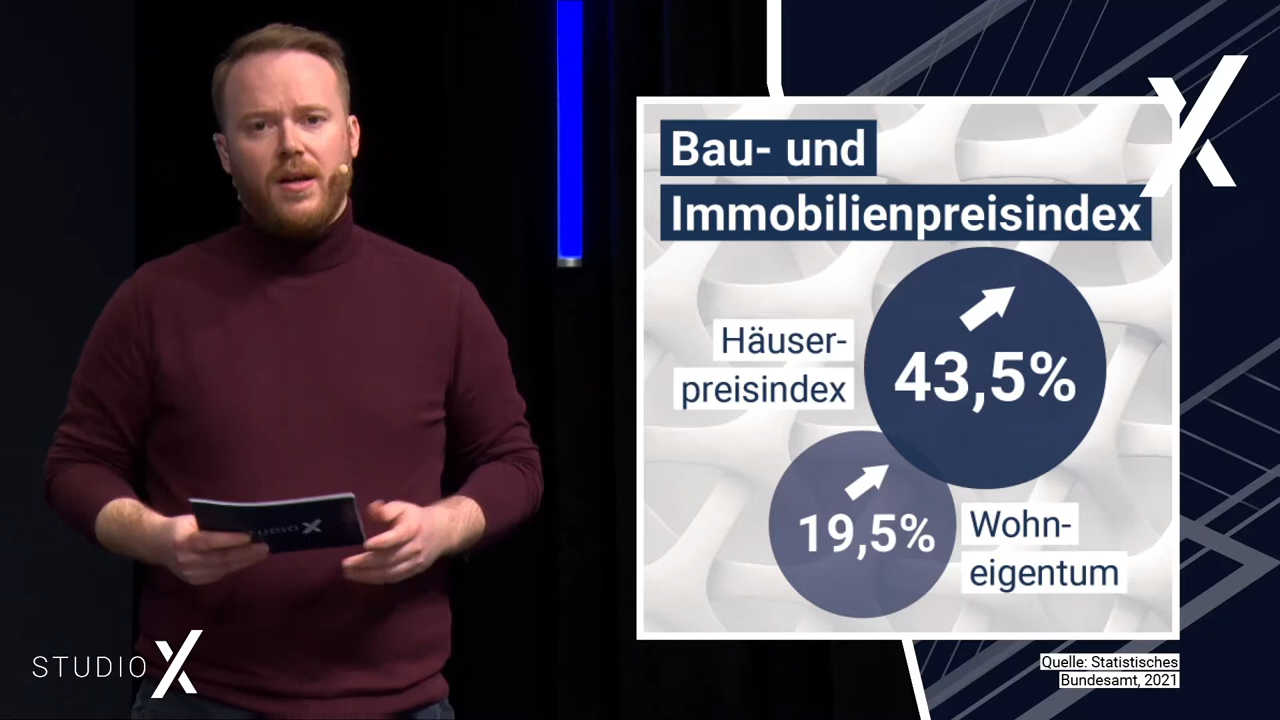 Bau- und
Immobilienpreisindex
Häuser-
preisindex
43,5%
19,5%
Wohn-
eigentum
STUDIO X
Quelle: Statistisches
Bundesamt, 2021